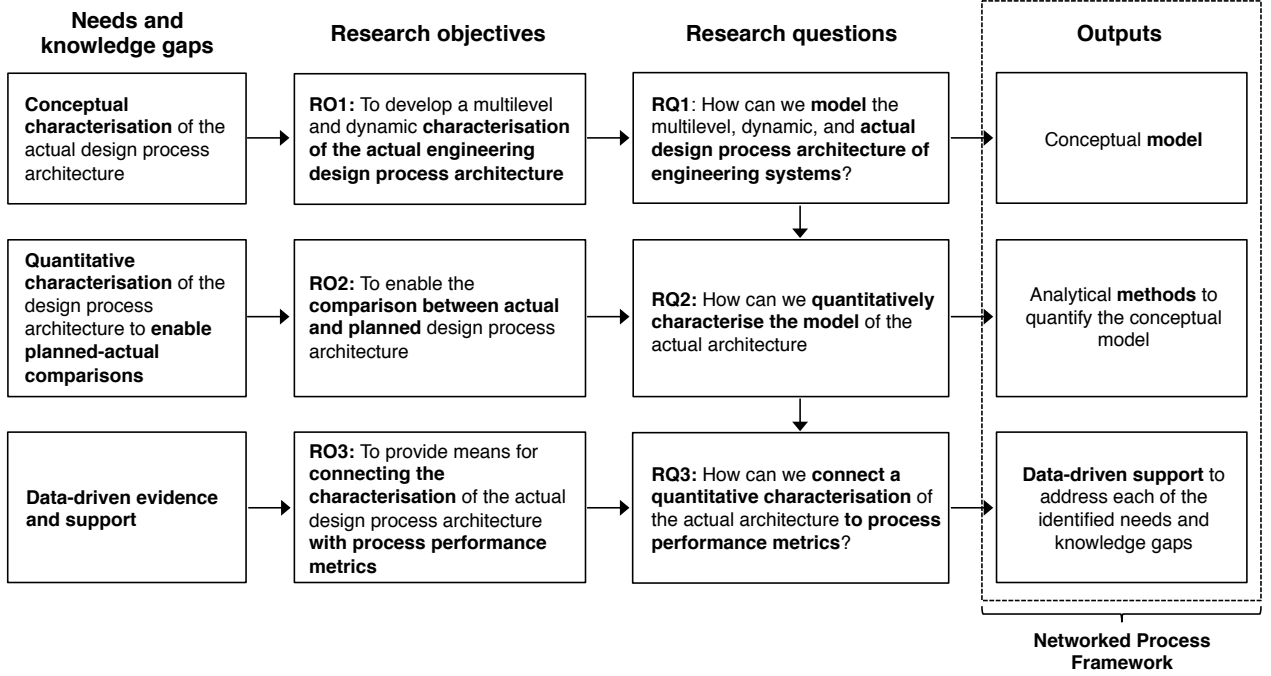 Needs and
knowledge gaps
Research objectives
Research questions
Outputs
Conceptual
characterisation of the
actual design process
architecture
RO1: To develop a multilevel
and dynamic characterisation
of the actual engineering
design process architecture
RQ1: How can we model the
multilevel, dynamic, and actual
design process architecture of
engineering systems?
Conceptual model
Quantitative
characterisation of the
design process
architecture to enable
planned-actual
comparisons
RO2: To enable the
comparison between actual
and planned design process
architecture
RQ2: How can we quantitatively
characterise the model of the
actual architecture
Analytical methods to
quantify the conceptual
model
Data-driven evidence
and support
RO3: To provide means for
connecting the
characterisation of the actual
design process architecture
with process performance
metrics
RQ3: How can we connect a
quantitative characterisation of
the actual architecture to process
performance metrics?
Data-driven support to
address each of the
identified needs and
knowledge gaps
Networked Process
Framework